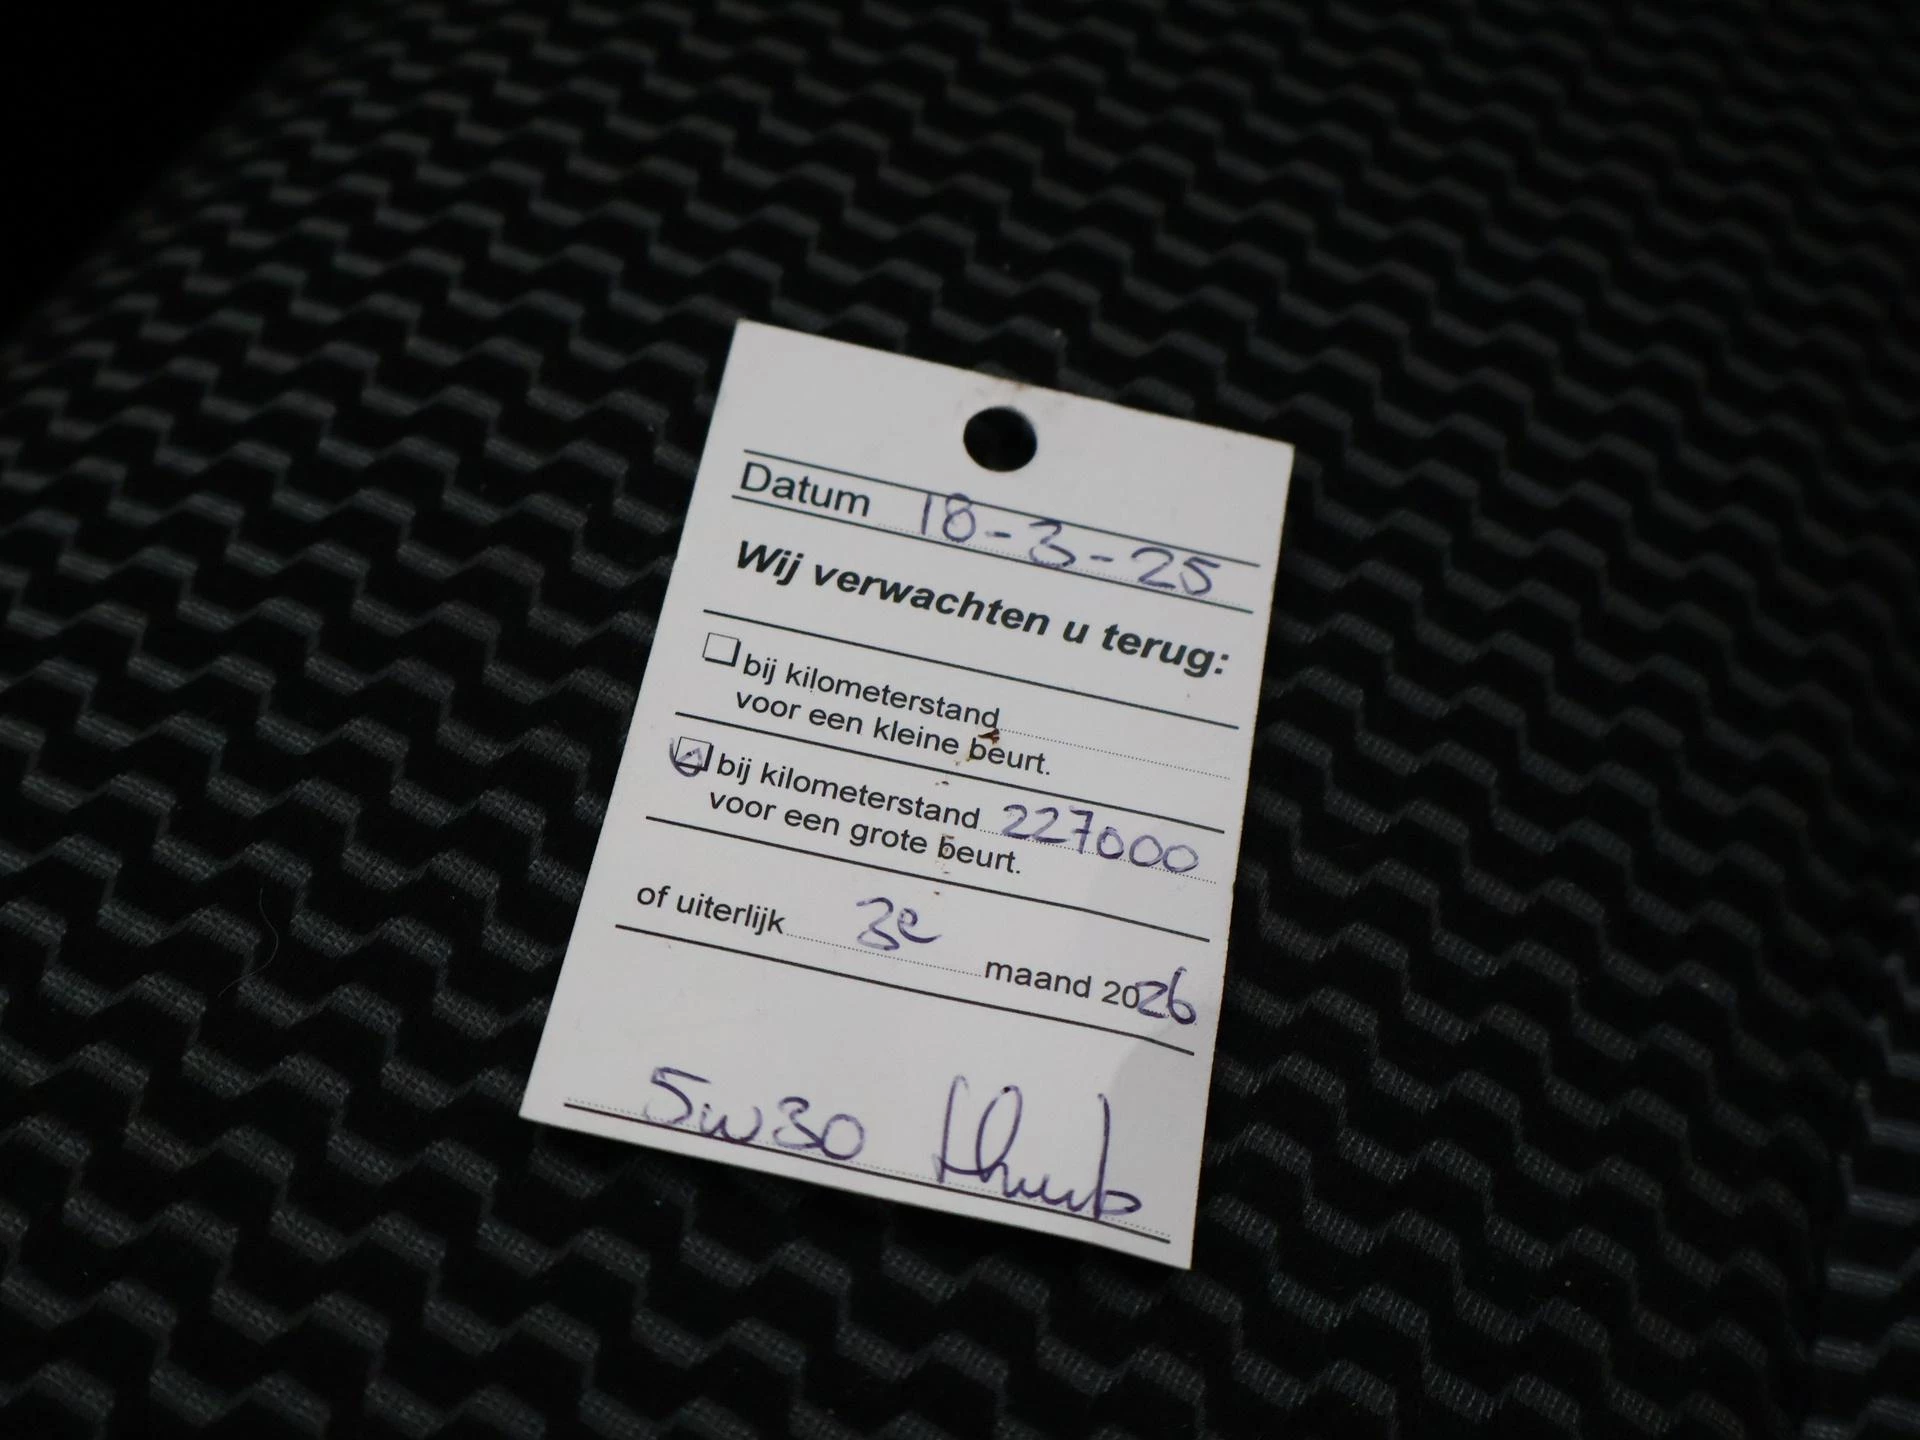 Datum 18-3-25
Wij verwachten u terug:
bij kilometerstand
voor een kleine beurt.
bij kilometerstand 227000
voor een grote beurt.
of uiterlijk 3e maand 2026
5w30